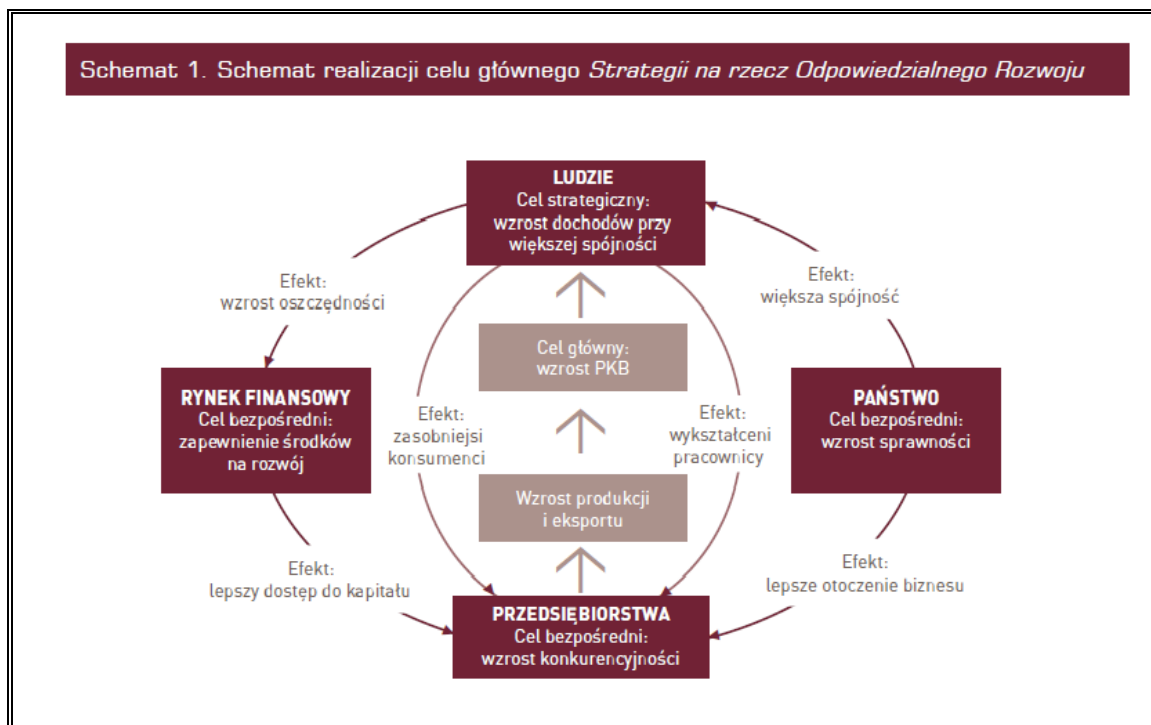 Schemat 1. Schemat realizacji celu głównego Strategii na rzecz Odpowiedzialnego Rozwoju
LUDZIE
Cel strategiczny:
wzrost dochodów przy
większej spójności
Efekt:
wzrost oszczędności
Efekt:
większa spójność
Cel główny:
wzrost PKB
RYNEK FINANSOWY
Cel bezpośredni:
zapewnienie środków
na rozwój
Efekt:
zasobniejsi
konsumenci
Efekt:
wykształceni
pracownicy
PAŃSTWO
Cel bezpośredni:
wzrost sprawności
Wzrost produkcji
i eksportu
Efekt:
lepszy dostęp do kapitału
Efekt:
lepsze otoczenie biznesu
PRZEDSIĘBIORSTWA
Cel bezpośredni:
wzrost konkurencyjności